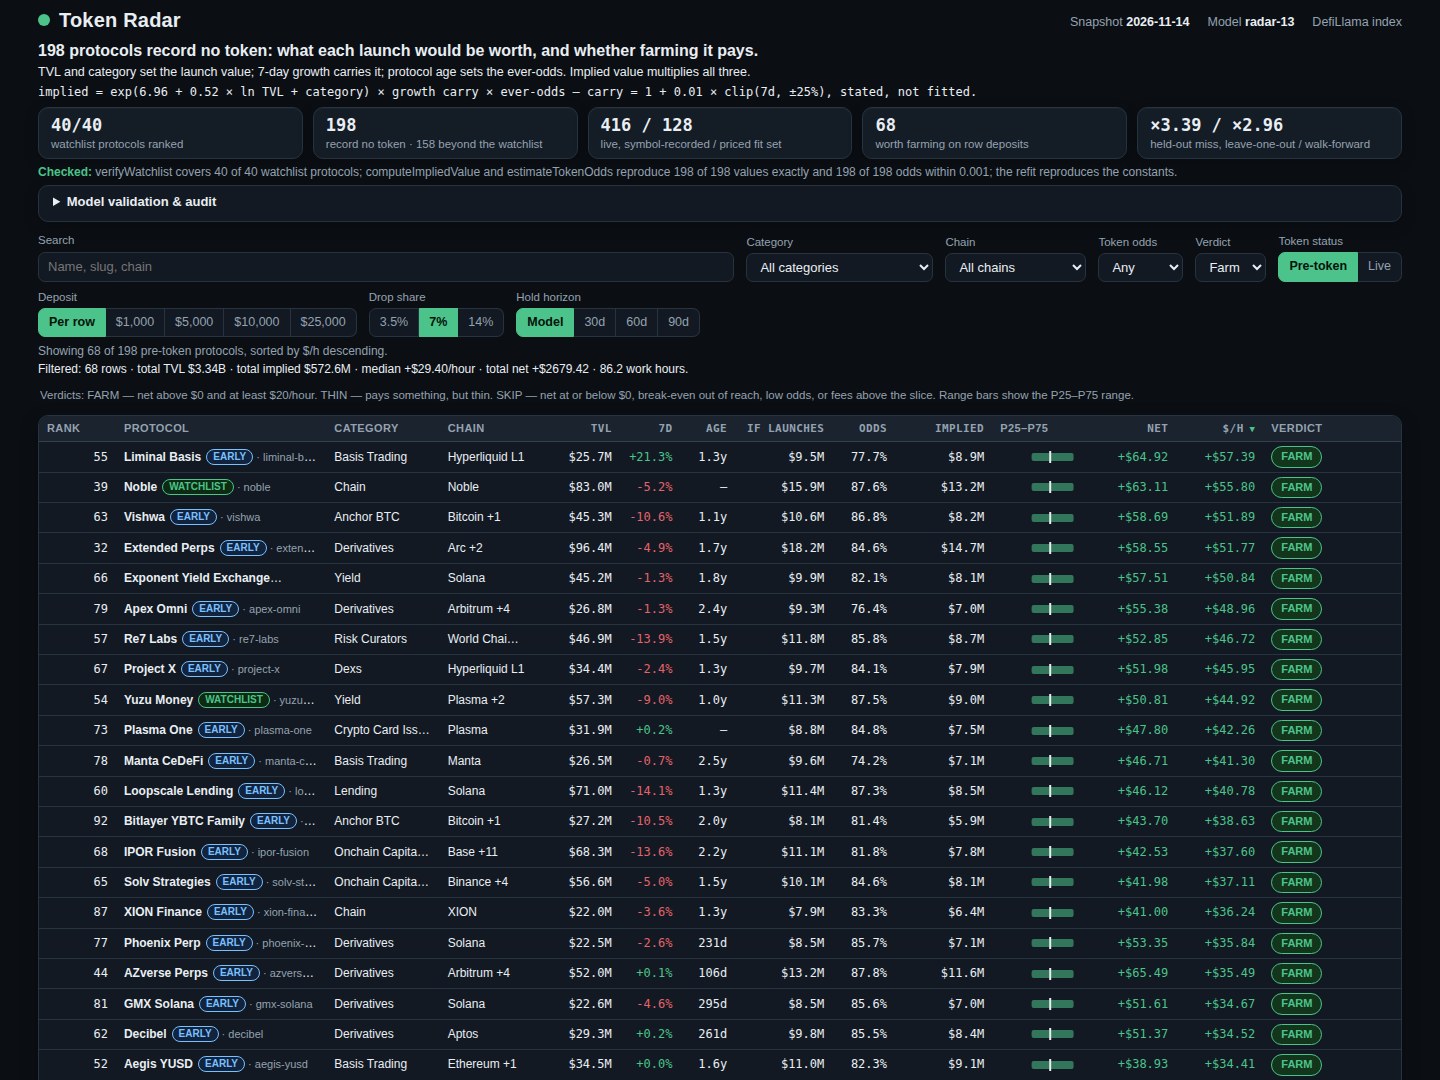 Token Radar
Snapshot 2026-11-14 Model radar-13 DefiLlama index
198 protocols record no token: what each launch would be worth, and whether farming it pays.
TVL and category set the launch value; 7-day growth carries it; protocol age sets the ever-odds. Implied value multiplies all three.
implied = exp(6.96 + 0.52 × ln TVL + category) × growth carry × ever-odds — carry = 1 + 0.01 × clip(7d, ±25%), stated, not fitted.
40/40
watchlist protocols ranked
198
record no token · 158 beyond the watchlist
416 / 128
live, symbol-recorded / priced fit set
68
worth farming on row deposits
×3.39 / ×2.96
held-out miss, leave-one-out / walk-forward
Checked: verifyWatchlist covers 40 of 40 watchlist protocols; computeImpliedValue and estimateTokenOdds reproduce 198 of 198 values exactly and 198 of 198 odds within 0.001; the refit reproduces the constants.
▶ Model validation & audit
Search
Name, slug, chain
Category
All categories
Chain
All chains
Token odds
Any
Verdict
Farm
Token status
Pre-token Live
Deposit
Per row $1,000 $5,000 $10,000 $25,000
Drop share
3.5% 7% 14%
Hold horizon
Model 30d 60d 90d
Showing 68 of 198 pre-token protocols, sorted by $/h descending.
Filtered: 68 rows · total TVL $3.34B · total implied $572.6M · median +$29.40/hour · total net +$2679.42 · 86.2 work hours.
Verdicts: FARM — net above $0 and at least $20/hour. THIN — pays something, but thin. SKIP — net at or below $0, break-even out of reach, low odds, or fees above the slice. Range bars show the P25–P75 range.
RANK PROTOCOL CATEGORY CHAIN TVL 7D AGE IF LAUNCHES ODDS IMPLIED P25–P75 NET $/H ▼ VERDICT
55 Liminal Basis EARLY · liminal-b… Basis Trading Hyperliquid L1 $25.7M +21.3% 1.3y $9.5M 77.7% $8.9M +$64.92 +$57.39 FARM
39 Noble WATCHLIST · noble Chain Noble $83.0M -5.2% — $15.9M 87.6% $13.2M +$63.11 +$55.80 FARM
63 Vishwa EARLY · vishwa Anchor BTC Bitcoin +1 $45.3M -10.6% 1.1y $10.6M 86.8% $8.2M +$58.69 +$51.89 FARM
32 Extended Perps EARLY · exten… Derivatives Arc +2 $96.4M -4.9% 1.7y $18.2M 84.6% $14.7M +$58.55 +$51.77 FARM
66 Exponent Yield Exchange… Yield Solana $45.2M -1.3% 1.8y $9.9M 82.1% $8.1M +$57.51 +$50.84 FARM
79 Apex Omni EARLY · apex-omni Derivatives Arbitrum +4 $26.8M -1.3% 2.4y $9.3M 76.4% $7.0M +$55.38 +$48.96 FARM
57 Re7 Labs EARLY · re7-labs Risk Curators World Chai… $46.9M -13.9% 1.5y $11.8M 85.8% $8.7M +$52.85 +$46.72 FARM
67 Project X EARLY · project-x Dexs Hyperliquid L1 $34.4M -2.4% 1.3y $9.7M 84.1% $7.9M +$51.98 +$45.95 FARM
54 Yuzu Money WATCHLIST · yuzu… Yield Plasma +2 $57.3M -9.0% 1.0y $11.3M 87.5% $9.0M +$50.81 +$44.92 FARM
73 Plasma One EARLY · plasma-one Crypto Card Iss… Plasma $31.9M +0.2% — $8.8M 84.8% $7.5M +$47.80 +$42.26 FARM
78 Manta CeDeFi EARLY · manta-c… Basis Trading Manta $26.5M -0.7% 2.5y $9.6M 74.2% $7.1M +$46.71 +$41.30 FARM
60 Loopscale Lending EARLY · lo… Lending Solana $71.0M -14.1% 1.3y $11.4M 87.3% $8.5M +$46.12 +$40.78 FARM
92 Bitlayer YBTC Family EARLY ·… Anchor BTC Bitcoin +1 $27.2M -10.5% 2.0y $8.1M 81.4% $5.9M +$43.70 +$38.63 FARM
68 IPOR Fusion EARLY · ipor-fusion Onchain Capita… Base +11 $68.3M -13.6% 2.2y $11.1M 81.8% $7.8M +$42.53 +$37.60 FARM
65 Solv Strategies EARLY · solv-st… Onchain Capita… Binance +4 $56.6M -5.0% 1.5y $10.1M 84.6% $8.1M +$41.98 +$37.11 FARM
87 XION Finance EARLY · xion-fina… Chain XION $22.0M -3.6% 1.3y $7.9M 83.3% $6.4M +$41.00 +$36.24 FARM
77 Phoenix Perp EARLY · phoenix-… Derivatives Solana $22.5M -2.6% 231d $8.5M 85.7% $7.1M +$53.35 +$35.84 FARM
44 AZverse Perps EARLY · azvers… Derivatives Arbitrum +4 $52.0M +0.1% 106d $13.2M 87.8% $11.6M +$65.49 +$35.49 FARM
81 GMX Solana EARLY · gmx-solana Derivatives Solana $22.6M -4.6% 295d $8.5M 85.6% $7.0M +$51.61 +$34.67 FARM
62 Decibel EARLY · decibel Derivatives Aptos $29.3M +0.2% 261d $9.8M 85.5% $8.4M +$51.37 +$34.52 FARM
52 Aegis YUSD EARLY · aegis-yusd Basis Trading Ethereum +1 $34.5M +0.0% 1.6y $11.0M 82.3% $9.1M +$38.93 +$34.41 FARM